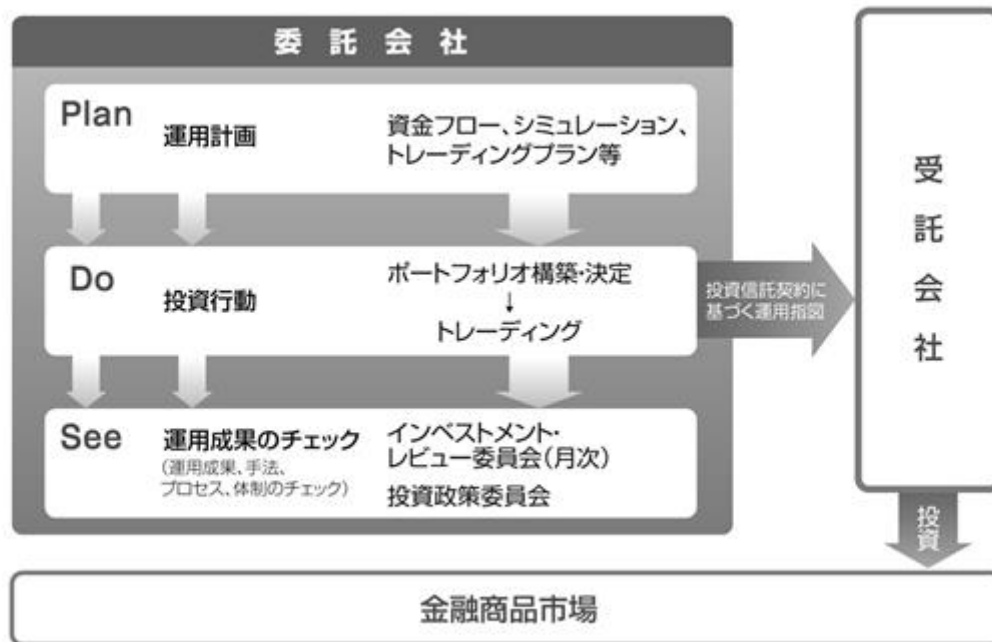 委託会社
Plan
運用計画
資金フロー、シミュレーション、
トレーディングプラン等
Do
投資行動
ポートフォリオ構築・決定
↓
トレーディング
See
運用成果のチェック
(運用成果、手法、
プロセス、体制のチェック)
インベストメント・
レビュー委員会(月次)
投資政策委員会
投資信託契約に
基づく運用指図
受託会社
投資
金融商品市場